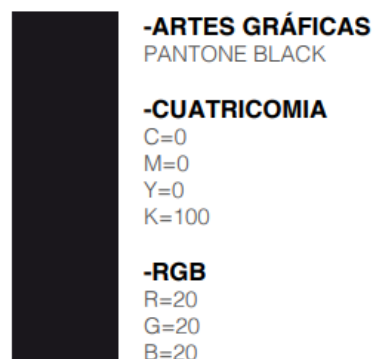 -ARTES GRÁFICAS
PANTONE BLACK
-CUATRICOMIA
C=0
M=0
Y=0
K=100
-RGB
R=20
G=20
B=20